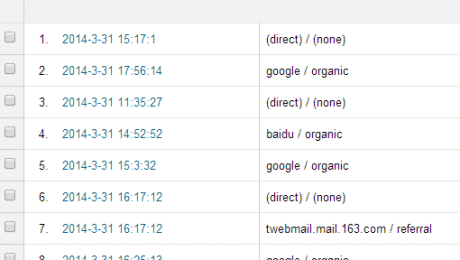 1. 2014-3-31 15:17:1 (direct) / (none)
2. 2014-3-31 17:56:14 google / organic
3. 2014-3-31 11:35:27 (direct) / (none)
4. 2014-3-31 14:52:52 baidu / organic
5. 2014-3-31 15:3:32 google / organic
6. 2014-3-31 16:17:12 (direct) / (none)
7. 2014-3-31 16:17:12 twebmail.mail.163.com / referral
8. 2014-3-31 16:25:13 google / organic